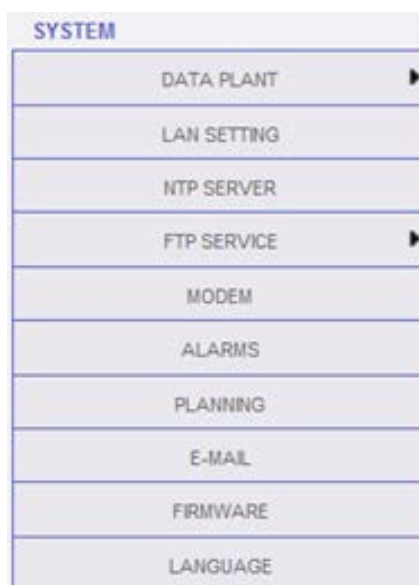 SYSTEM
DATA PLANT
LAN SETTING
NTP SERVER
FTP SERVICE
MODEM
ALARMS
PLANNING
E-MAIL
FIRMWARE
LANGUAGE